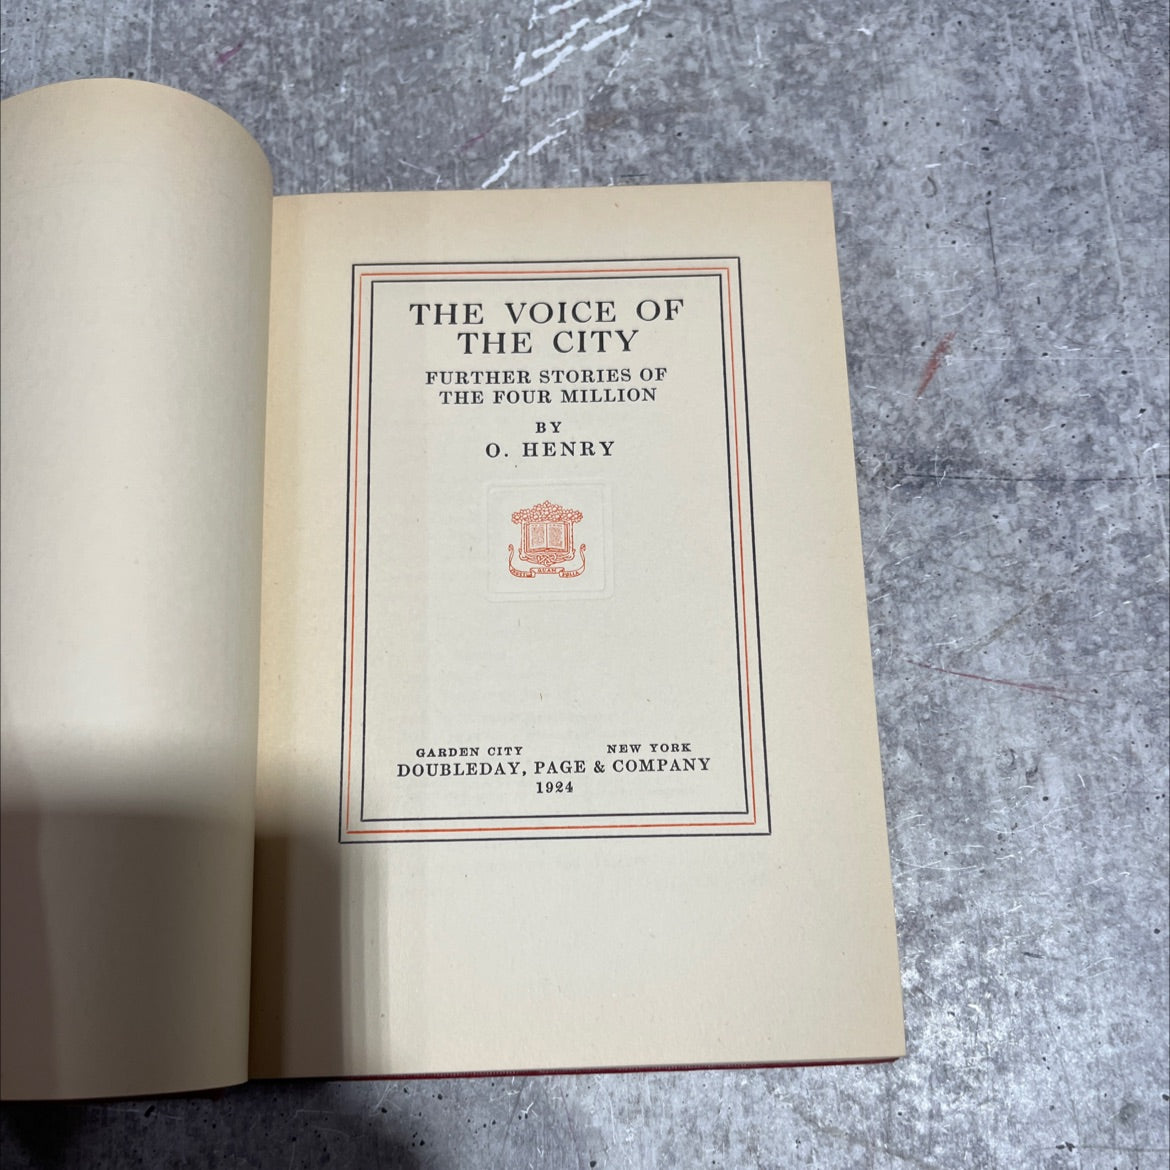 THE VOICE OF
THE CITY
FURTHER STORIES OF
THE FOUR MILLION
BY
O. HENRY
QUAM
GARDEN CITY NEW YORK
DOUBLEDAY, PAGE & COMPANY
1924